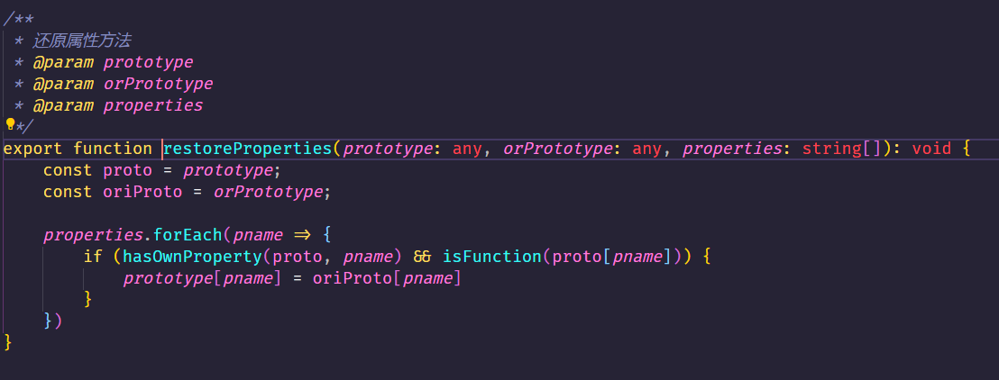 /**
 * 还原属性方法
 * @param prototype
 * @param orPrototype
 * @param properties
 */
export function restoreProperties(prototype: any, orPrototype: any, properties: string[]): void {
    const proto = prototype;
    const oriProto = orPrototype;
    properties.forEach(pname => {
        if (hasOwnProperty(proto, pname) && isFunction(proto[pname])) {
            prototype[pname] = oriProto[pname]
        }
    })
}